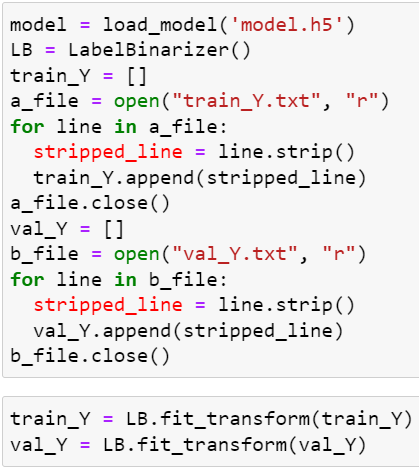 model = load_model('model.h5')
LB = LabelBinarizer()
train_Y = []
a_file = open("train_Y.txt", "r")
for line in a_file:
  stripped_line = line.strip()
  train_Y.append(stripped_line)
a_file.close()
val_Y = []
b_file = open("val_Y.txt", "r")
for line in b_file:
  stripped_line = line.strip()
  val_Y.append(stripped_line)
b_file.close()
train_Y = LB.fit_transform(train_Y)
val_Y = LB.fit_transform(val_Y)